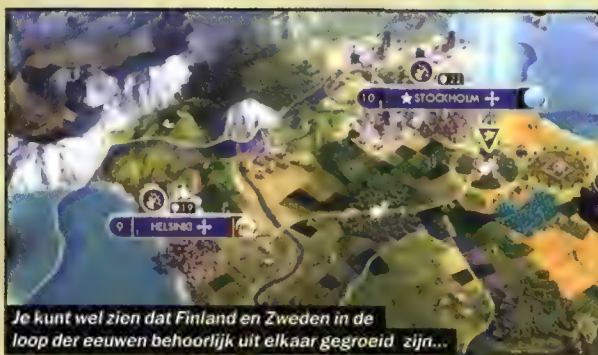 10 STOCKHOLM
19
9 HELSINKI
Je kunt wel zien dat Finland en Zweden in de
loop der eeuwen behoorlijk uit elkaar gegroeid zijn...